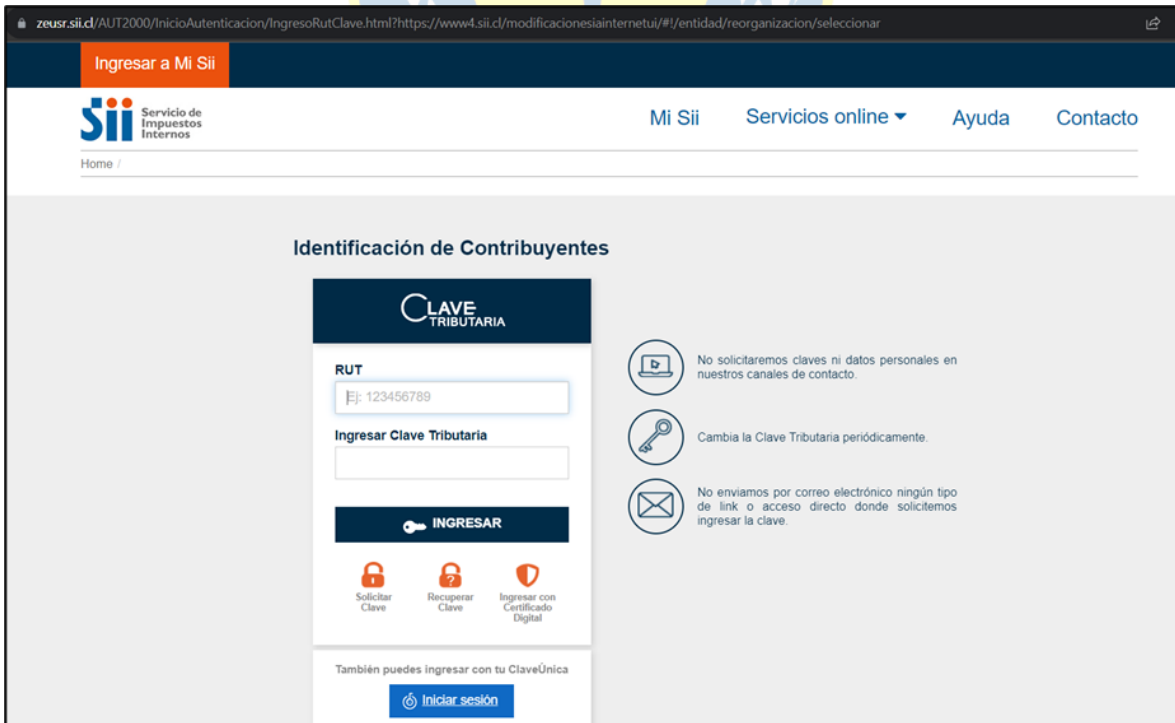 zeusr.sii.cl/AUT2000/InicioAutenticacion/IngresoRutClave.html?https://www4.sii.cl/modificacionesiainternetui/#!/entidad/reorganizacion/seleccionar
Ingresar a Mi Sii
Sii Servicio de
Impuestos
Internos
Mi Sii Servicios online Ayuda Contacto
Home /
Identificación de Contribuyentes
CLAVE
TRIBUTARIA
RUT
Ej: 123456789
Ingresar Clave Tributaria
INGRESAR
Solicitar
Clave
Recuperar
Clave
Ingresar con
Certificado
Digital
También puedes ingresar con tu ClaveÚnica
Iniciar sesión
No solicitaremos claves ni datos personales en
nuestros canales de contacto.
Cambia la Clave Tributaria periódicamente.
No enviamos por correo electrónico ningún tipo
de link o acceso directo donde solicitemos
ingresar la clave.